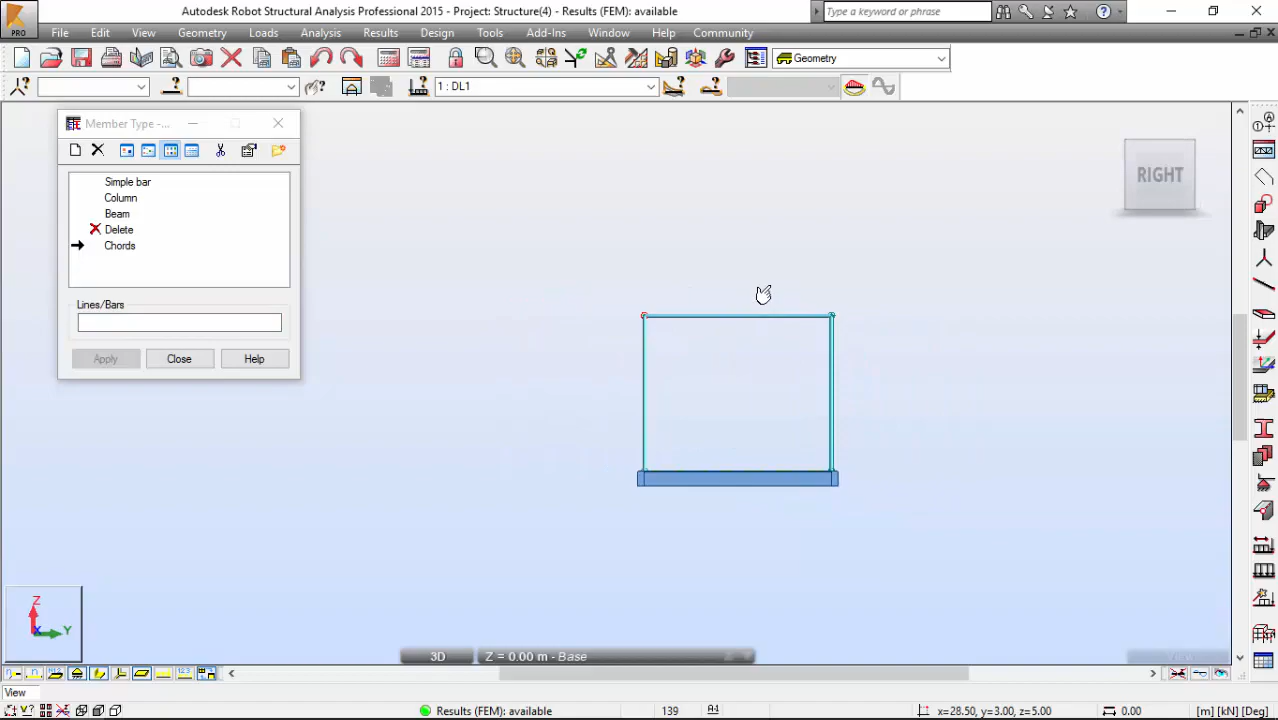 Autodesk Robot Structural Analysis Professional 2015 - Project: Structure(4) - Results (FEM): available
Type a keyword or phrase
PRO
File Edit View Geometry Loads Analysis Results Design Tools Add-Ins Window Help Community
Geometry
1 : DL1
Member Type -...
Simple bar
Column
Beam
Delete
Chords
Lines/Bars
Apply Close Help
RIGHT
Z
X
Y
3D
Z = 0.00 m - Base
View
Results (FEM): available
139
x=28.50, y=3.00, z=5.00
0.00
[m] [kN] [Deg]